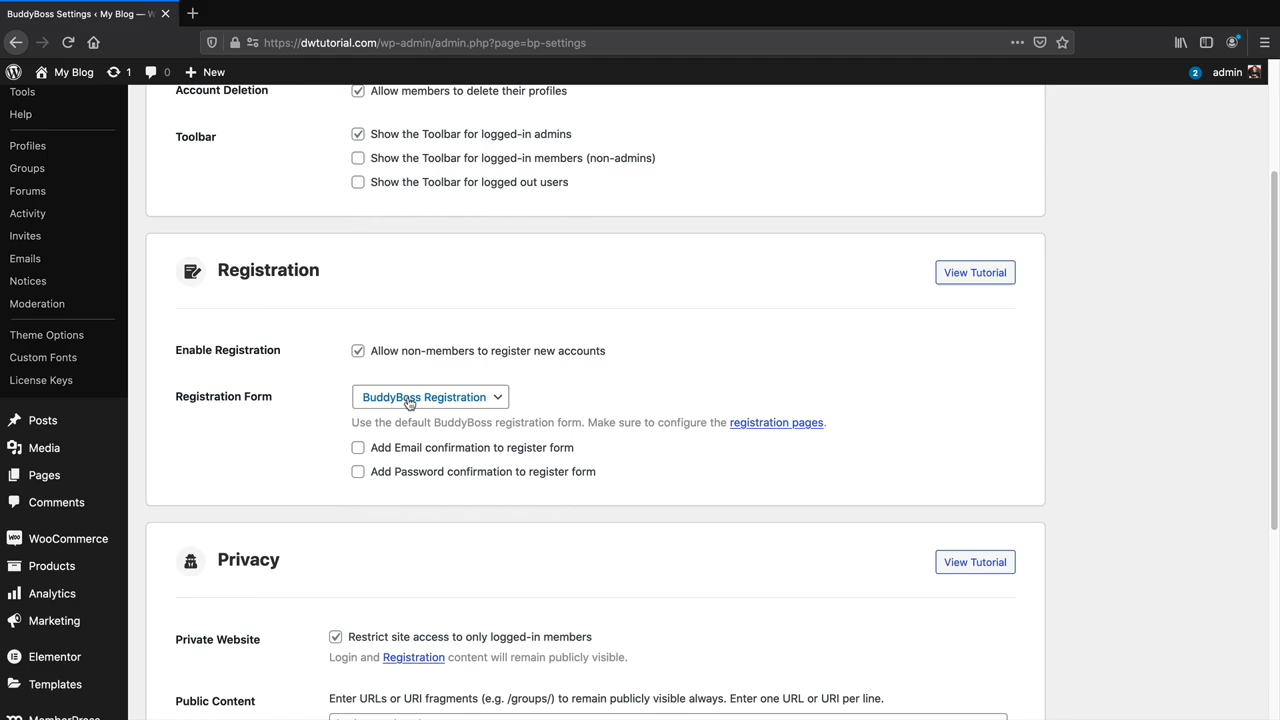 BuddyBoss Settings ‹ My Blog — W
https://dwtutorial.com/wp-admin/admin.php?page=bp-settings
My Blog 1 0 New 2 admin
Tools
Help
Profiles
Groups
Forums
Activity
Invites
Emails
Notices
Moderation
Theme Options
Custom Fonts
License Keys
Posts
Media
Pages
Comments
WooCommerce
Products
Analytics
Marketing
Elementor
Templates
MemberPress
Account Deletion Allow members to delete their profiles
Toolbar Show the Toolbar for logged-in admins
Show the Toolbar for logged-in members (non-admins)
Show the Toolbar for logged out users
Registration View Tutorial
Enable Registration Allow non-members to register new accounts
Registration Form BuddyBoss Registration
Use the default BuddyBoss registration form. Make sure to configure the registration pages.
Add Email confirmation to register form
Add Password confirmation to register form
Privacy View Tutorial
Private Website Restrict site access to only logged-in members
Login and Registration content will remain publicly visible.
Public Content Enter URLs or URI fragments (e.g. /groups/) to remain publicly visible always. Enter one URL or URI per line.